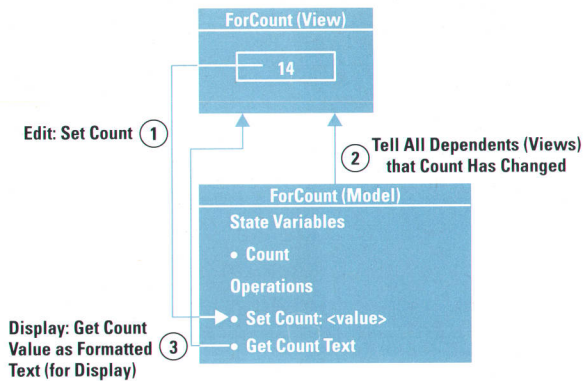 ForCount (View)
14
Edit: Set Count 1
2 Tell All Dependents (Views)
that Count Has Changed
ForCount (Model)
State Variables
• Count
Operations
• Set Count: <value>
• Get Count Text
Display: Get Count
Value as Formatted 3
Text (for Display)